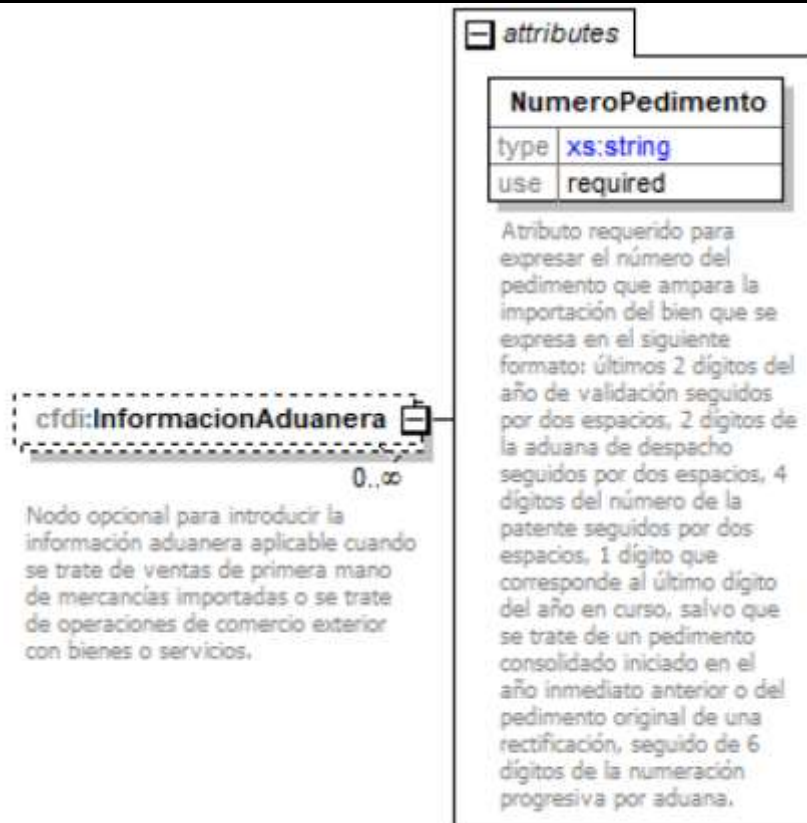 attributes
NumeroPedimento
type xs:string
use required
Atributo requerido para
expresar el número del
pedimento que ampara la
importación del bien que se
expresa en el siguiente
formato: últimos 2 dígitos del
año de validación seguidos
por dos espacios, 2 dígitos de
la aduana de despacho
seguidos por dos espacios, 4
dígitos del número de la
patente seguidos por dos
espacios, 1 dígito que
corresponde al último dígito
del año en curso, salvo que
se trate de un pedimento
consolidado iniciado en el
año inmediato anterior o del
pedimento original de una
rectificación, seguido de 6
dígitos de la numeración
progresiva por aduana.
cfdi:InformacionAduanera
0..∞
Nodo opcional para introducir la
información aduanera aplicable cuando
se trate de ventas de primera mano
de mercancías importadas o se trate
de operaciones de comercio exterior
con bienes o servicios.